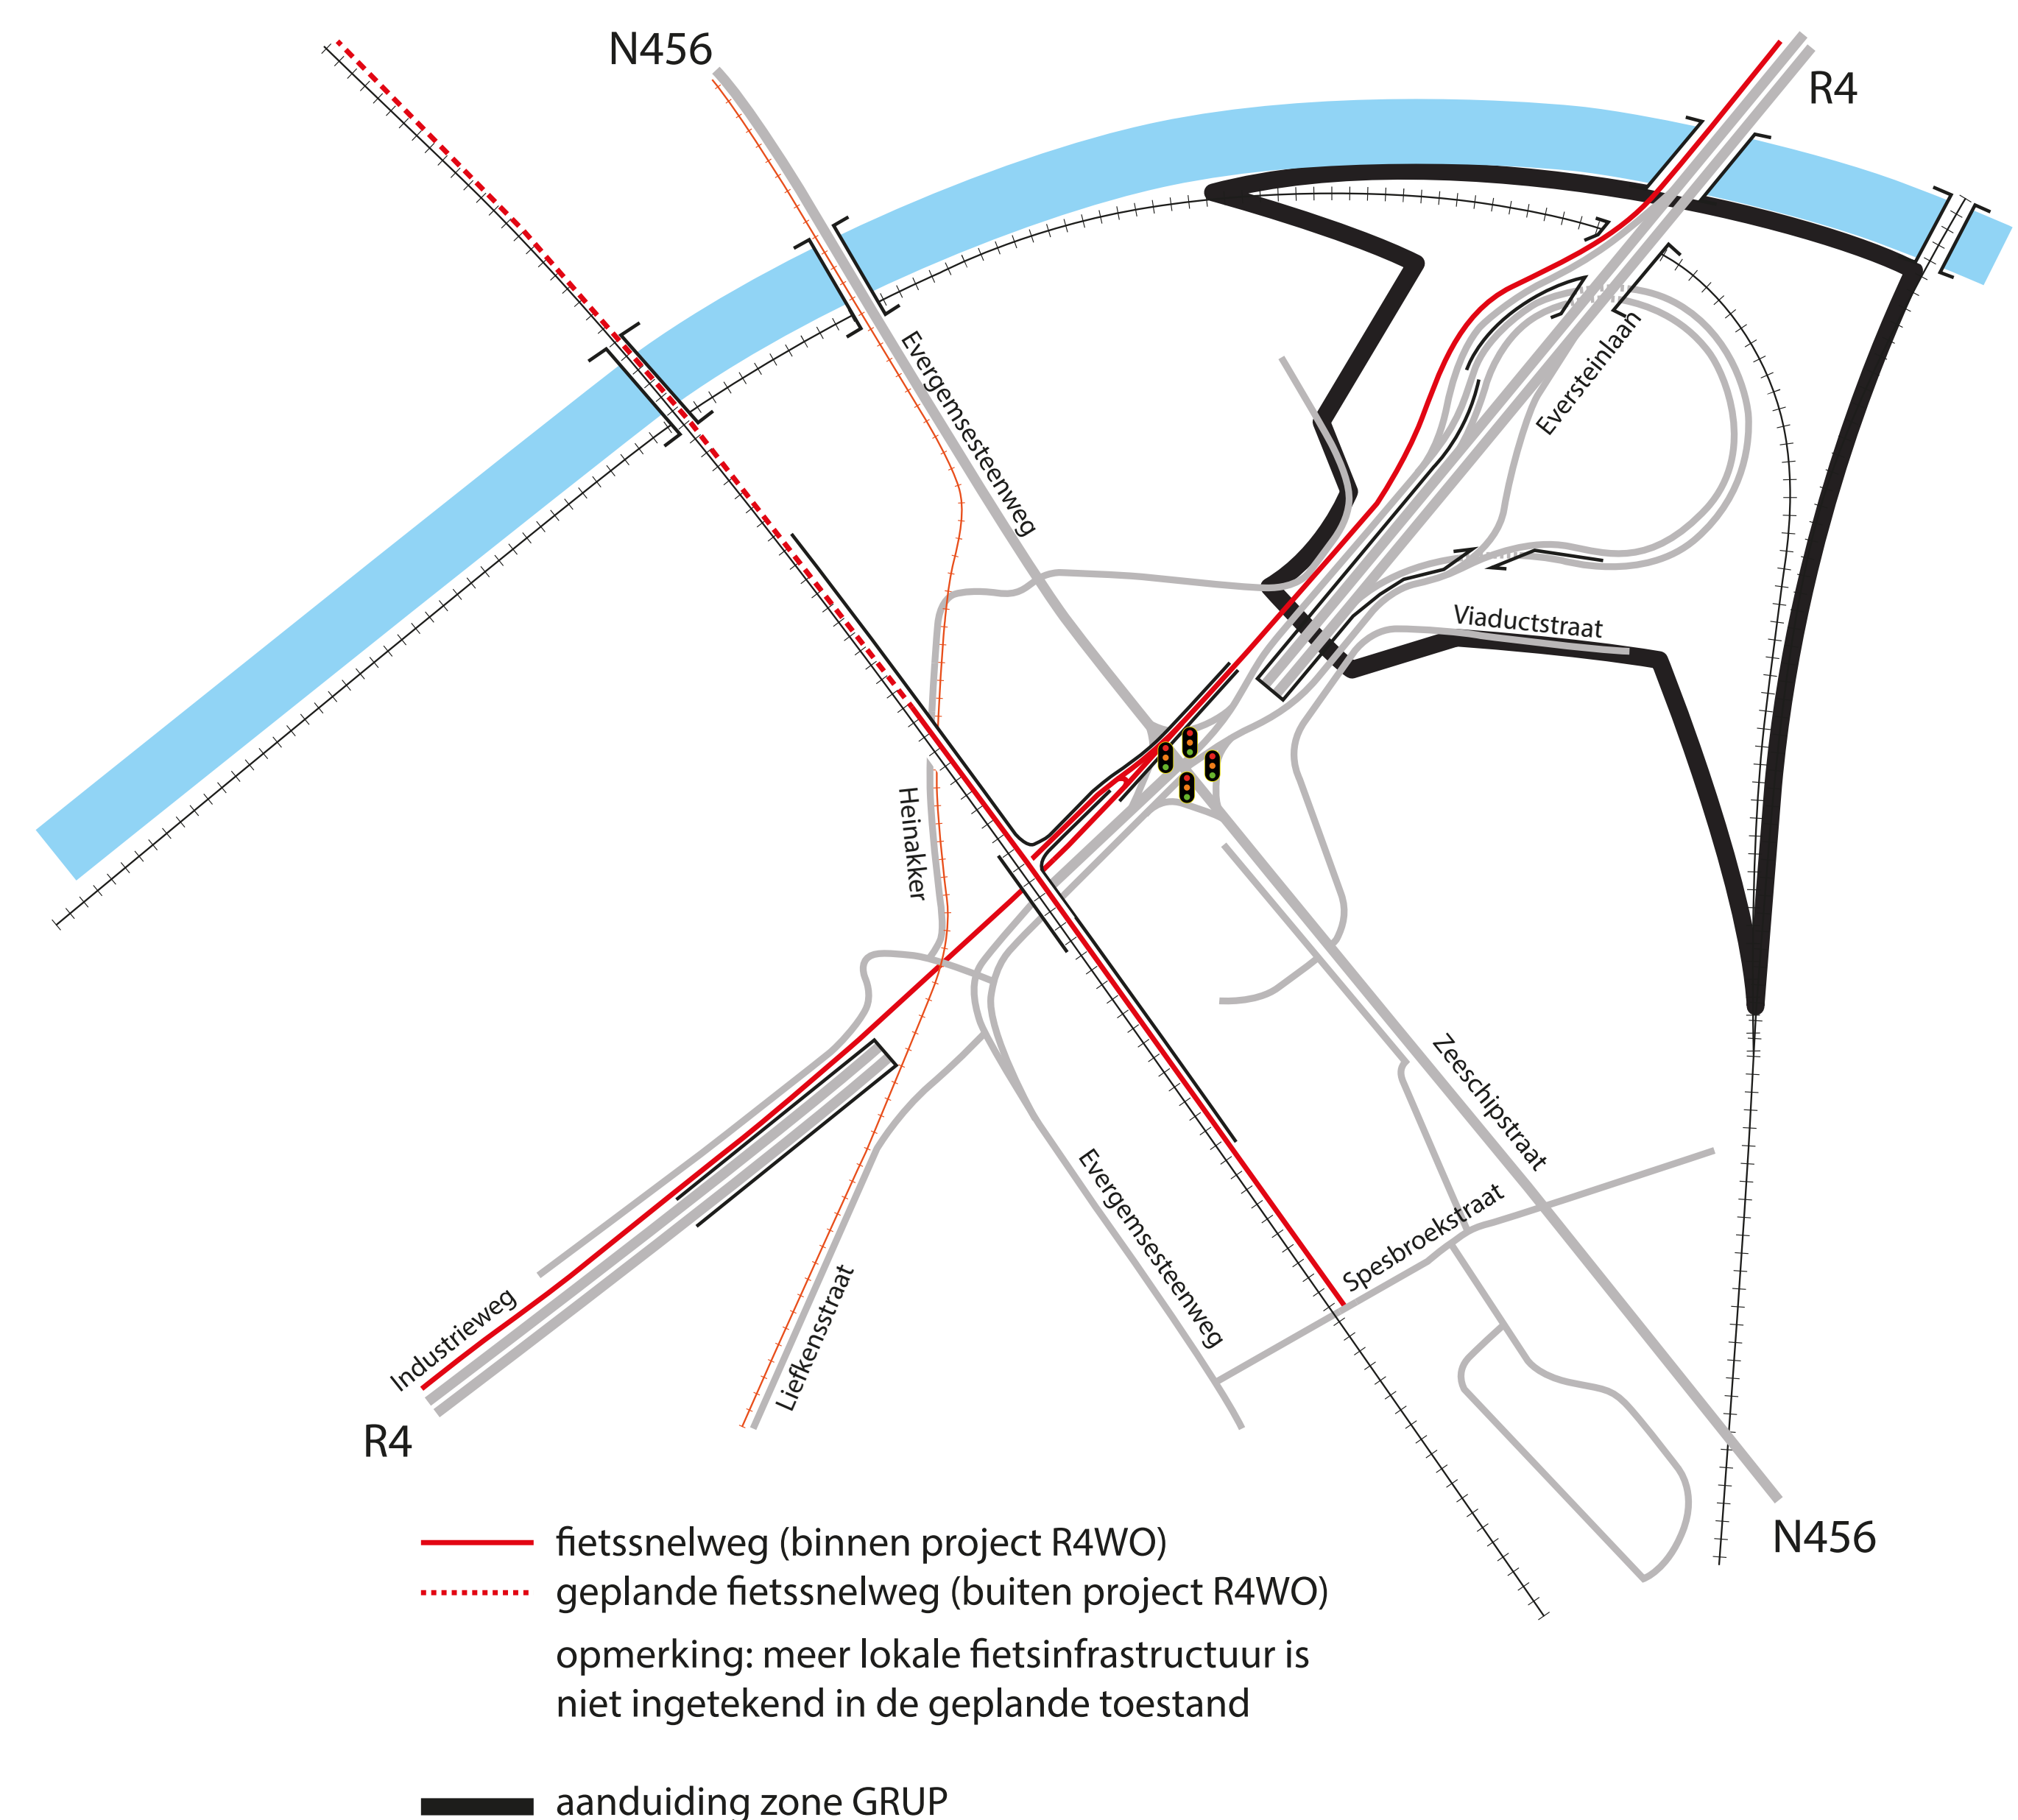 N456
R4
Evergemsesteenweg
Eversteinlaan
Viaductstraat
Heinakker
Zeeschipstraat
Evergemsesteenweg
Spesbroekstraat
Liefkensstraat
Industrieweg
R4
N456
fietssnelweg (binnen project R4WO)
geplande fietssnelweg (buiten project R4WO)
opmerking: meer lokale fietsinfrastructuur is
niet ingetekend in de geplande toestand
aanduiding zone GRUP